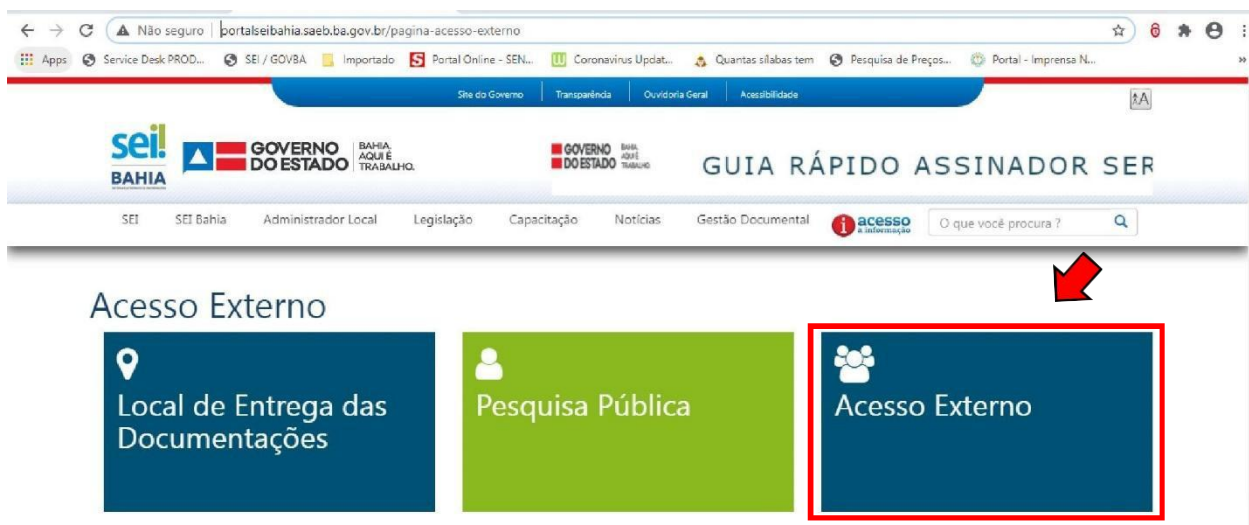 Não seguro | portalseibahia.saeb.ba.gov.br/pagina-acesso-externo
Apps Service Desk PROD... SEI / GOVBA Importado Portal Online - SEN... Coronavirus Updat... Quantas sílabas tem Pesquisa de Preços... Portal - Imprensa N... »
Site do Governo Transparência Ouvidoria Geral Acessibilidade
A
sei!
BAHIA
GOVERNO
DO ESTADO
BAHIA.
AQUI É
TRABALHO.
GOVERNO
DO ESTADO
BAHIA.
AQUI É
TRABALHO.
GUIA RÁPIDO ASSINADOR SER
SEI SEI Bahia Administrador Local Legislação Capacitação Notícias Gestão Documental
i acesso
à informação
O que você procura ?
Acesso Externo
Local de Entrega das
Documentações
Pesquisa Pública
Acesso Externo